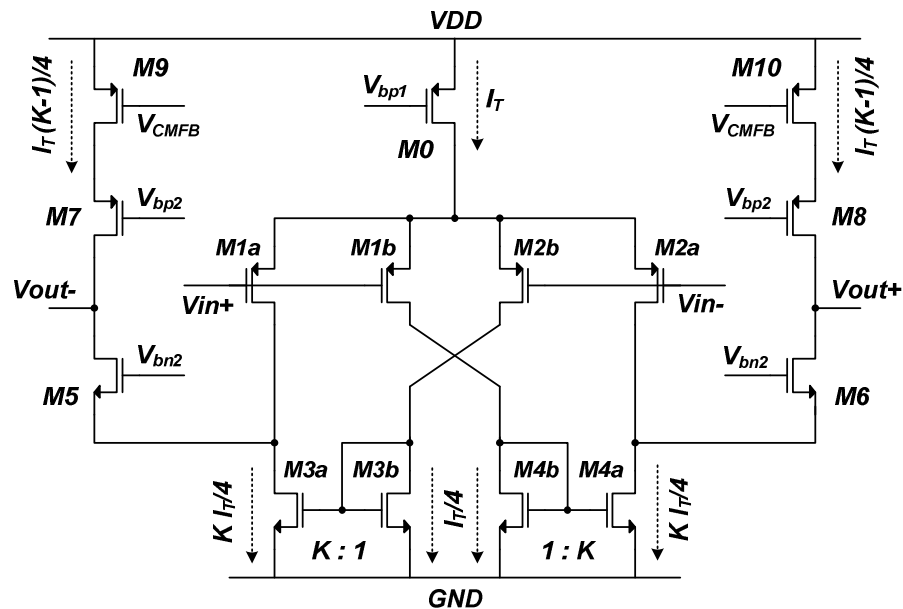 VDD
M9
M10
I_T (K-1)/4
V_CMFB
V_bp1
I_T
M0
V_CMFB
I_T (K-1)/4
M7
V_bp2
V_bp2
M8
M1a
M1b
M2b
M2a
Vout-
Vin+
Vin-
Vout+
V_bn2
V_bn2
M5
M6
M3a
M3b
M4b
M4a
K I_T/4
I_T/4
K I_T/4
K : 1
1 : K
GND